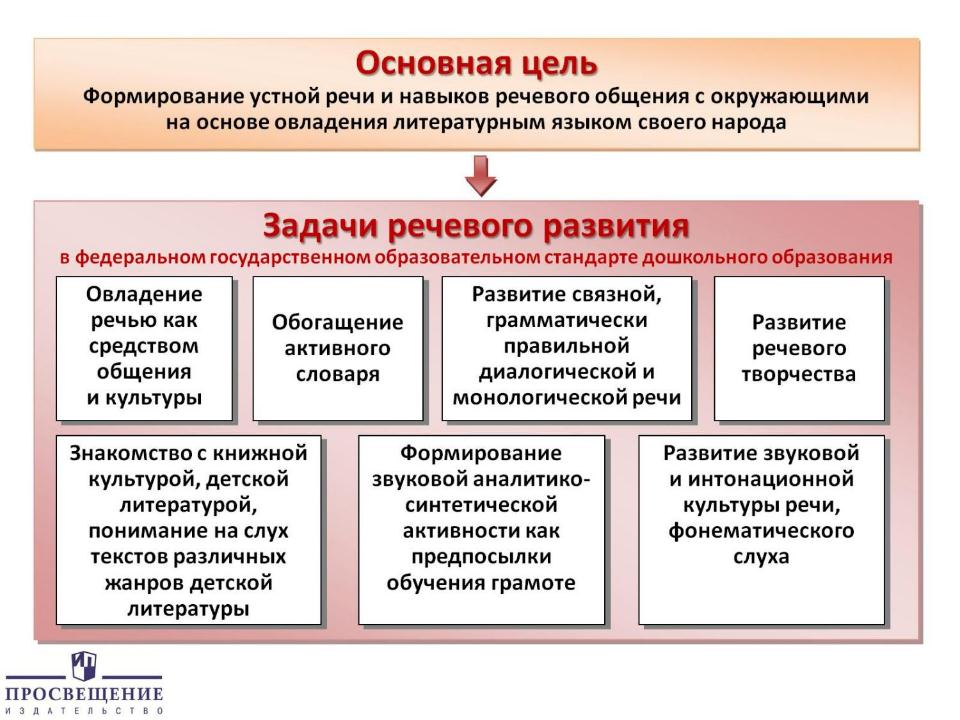 Основная цель
Формирование устной речи и навыков речевого общения с окружающими
на основе овладения литературным языком своего народа
Задачи речевого развития
в федеральном государственном образовательном стандарте дошкольного образования
Овладение
речью как
средством
общения
и культуры
Обогащение
активного
словаря
Развитие связной,
грамматически
правильной
диалогической и
монологической речи
Развитие
речевого
творчества
Знакомство с книжной
культурой, детской
литературой,
понимание на слух
текстов различных
жанров детской
литературы
Формирование
звуковой аналитико-
синтетической
активности как
предпосылки
обучения грамоте
Развитие звуковой
и интонационной
культуры речи,
фонематического
слуха
ИП
ПРОСВЕЩЕНИЕ
ИЗДАТЕЛЬСТВО